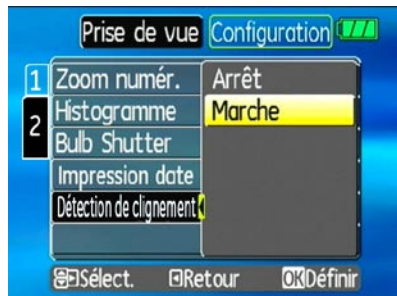 Prise de vue Configuration
1 Zoom numér. Arrêt
2 Histogramme Marche
Bulb Shutter
Impression date
Détection de clignement
Sélect. Retour OK Définir